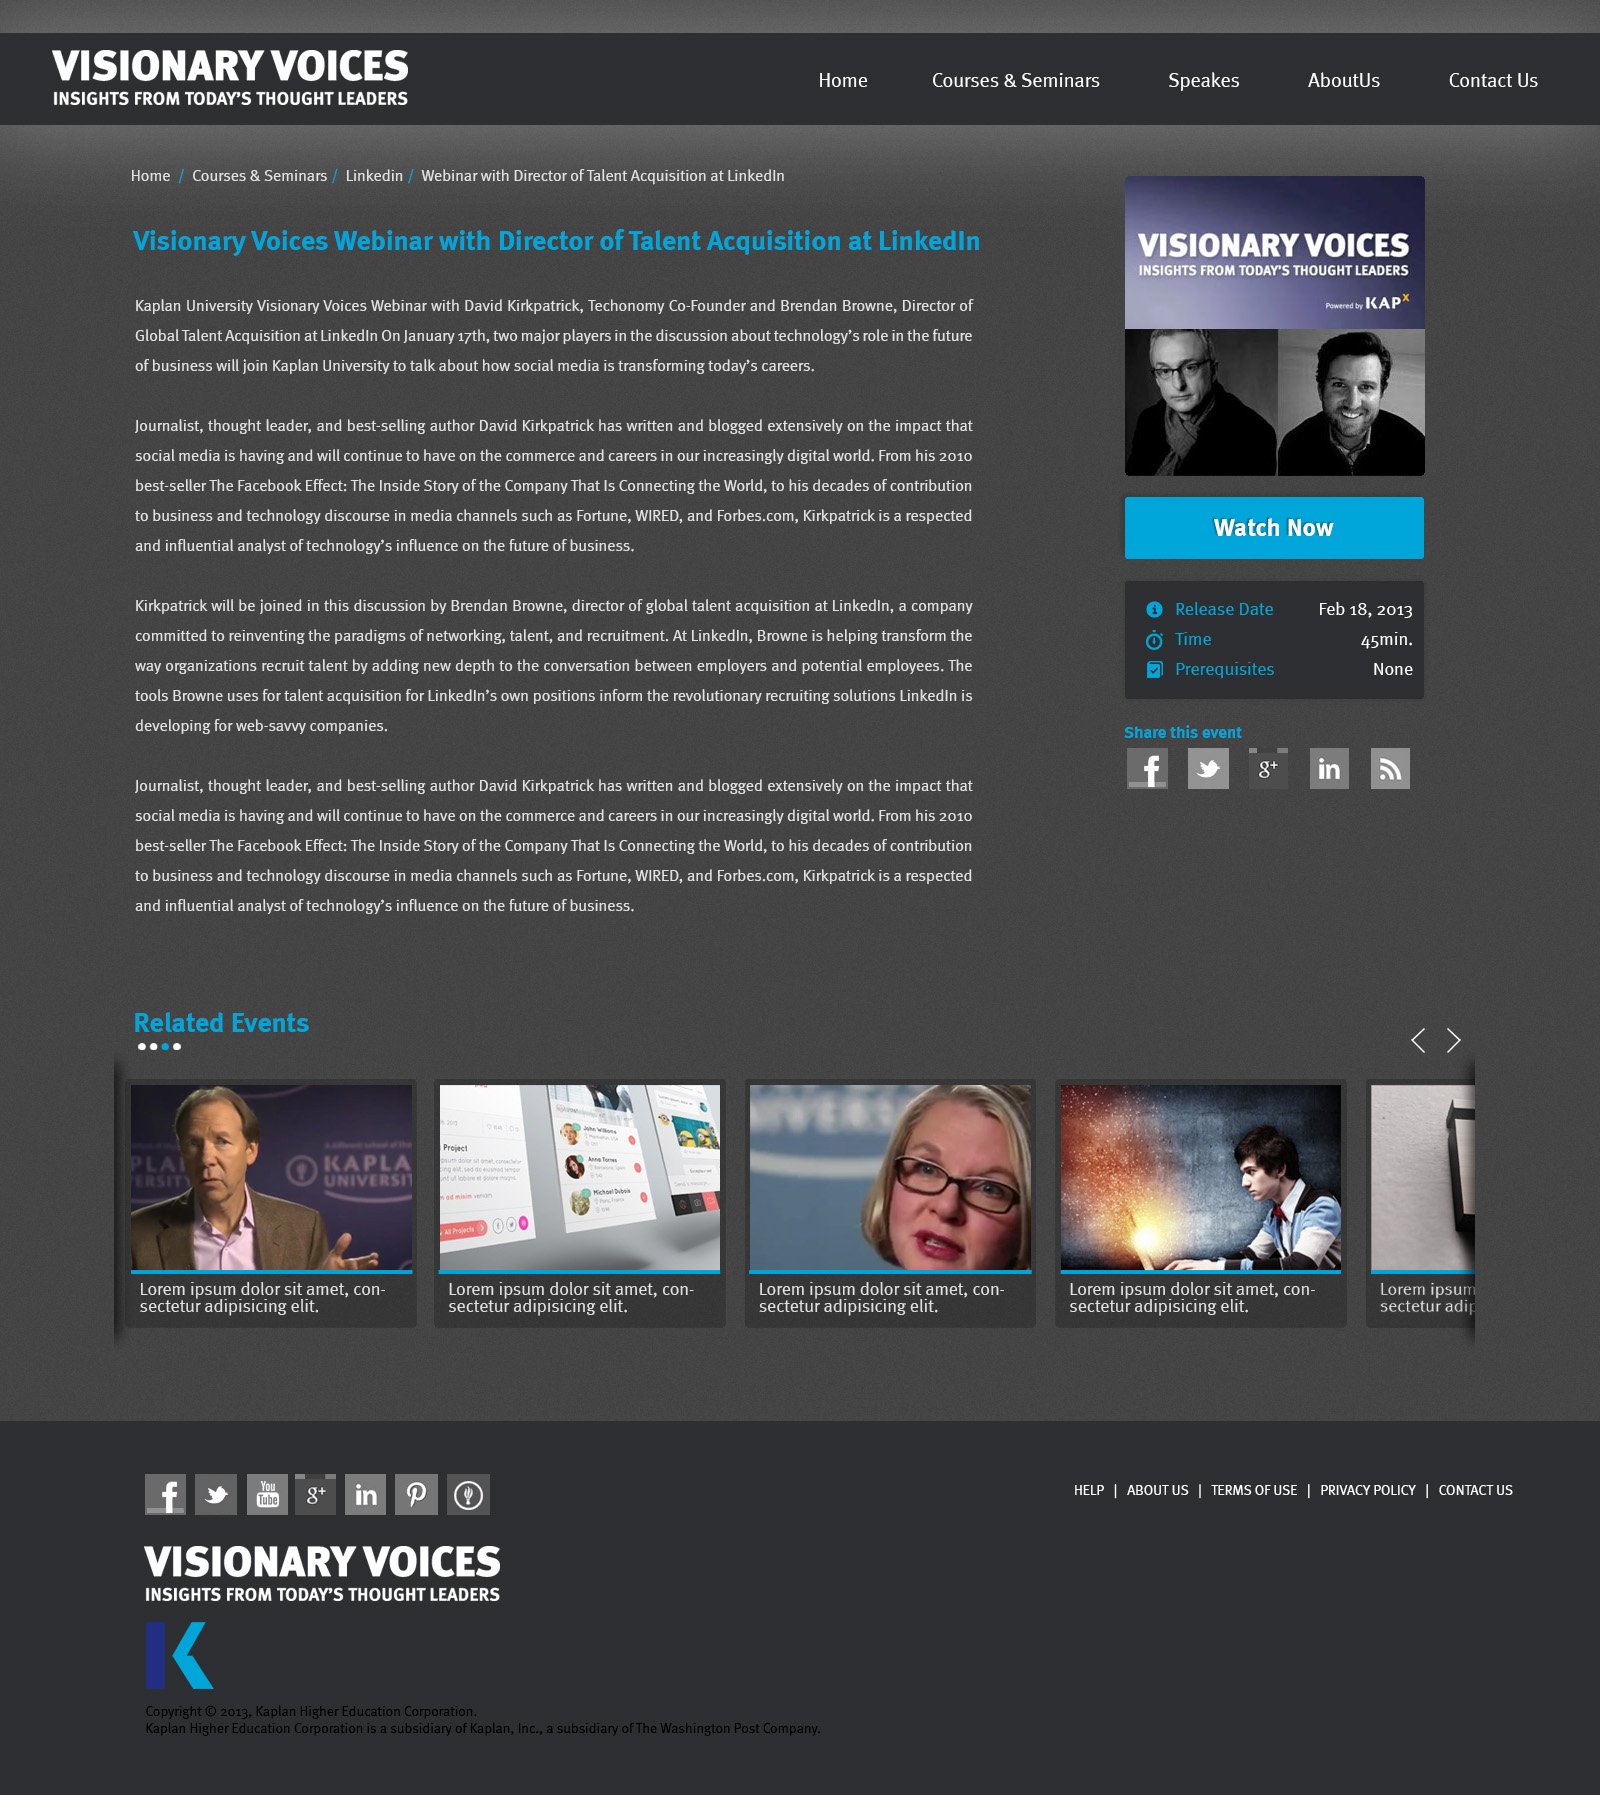 VISIONARY VOICES
INSIGHTS FROM TODAY'S THOUGHT LEADERS
Home Courses & Seminars Speakes AboutUs Contact Us
Home / Courses & Seminars / Linkedin / Webinar with Director of Talent Acquisition at LinkedIn
Visionary Voices Webinar with Director of Talent Acquisition at LinkedIn
Kaplan University Visionary Voices Webinar with David Kirkpatrick, Techonomy Co-Founder and Brendan Browne, Director of
Global Talent Acquisition at LinkedIn On January 17th, two major players in the discussion about technology's role in the future
of business will join Kaplan University to talk about how social media is transforming today's careers.
Journalist, thought leader, and best-selling author David Kirkpatrick has written and blogged extensively on the impact that
social media is having and will continue to have on the commerce and careers in our increasingly digital world. From his 2010
best-seller The Facebook Effect: The Inside Story of the Company That Is Connecting the World, to his decades of contribution
to business and technology discourse in media channels such as Fortune, WIRED, and Forbes.com, Kirkpatrick is a respected
and influential analyst of technology's influence on the future of business.
Kirkpatrick will be joined in this discussion by Brendan Browne, director of global talent acquisition at LinkedIn, a company
committed to reinventing the paradigms of networking, talent, and recruitment. At LinkedIn, Browne is helping transform the
way organizations recruit talent by adding new depth to the conversation between employers and potential employees. The
tools Browne uses for talent acquisition for LinkedIn's own positions inform the revolutionary recruiting solutions LinkedIn is
developing for web-savvy companies.
Journalist, thought leader, and best-selling author David Kirkpatrick has written and blogged extensively on the impact that
social media is having and will continue to have on the commerce and careers in our increasingly digital world. From his 2010
best-seller The Facebook Effect: The Inside Story of the Company That Is Connecting the World, to his decades of contribution
to business and technology discourse in media channels such as Fortune, WIRED, and Forbes.com, Kirkpatrick is a respected
and influential analyst of technology's influence on the future of business.
VISIONARY VOICES
INSIGHTS FROM TODAY'S THOUGHT LEADERS
Powered by KAPx
Watch Now
Release Date Feb 18, 2013
Time 45min.
Prerequisites None
Share this event
f g+ in
Related Events
KAPLA
UNIVERSIT
Project
John Williams
Anna Torres
Michael Dubois
All Projects
Lorem ipsum dolor sit amet, con-
sectetur adipisicing elit.
Lorem ipsum dolor sit amet, con-
sectetur adipisicing elit.
Lorem ipsum dolor sit amet, con-
sectetur adipisicing elit.
Lorem ipsum dolor sit amet, con-
sectetur adipisicing elit.
Lorem ipsum
sectetur adip
f You Tube g+ in
HELP | ABOUT US | TERMS OF USE | PRIVACY POLICY | CONTACT US
VISIONARY VOICES
INSIGHTS FROM TODAY'S THOUGHT LEADERS
K
Copyright © 2013, Kaplan Higher Education Corporation.
Kaplan Higher Education Corporation is a subsidiary of Kaplan, Inc., a subsidiary of The Washington Post Company.